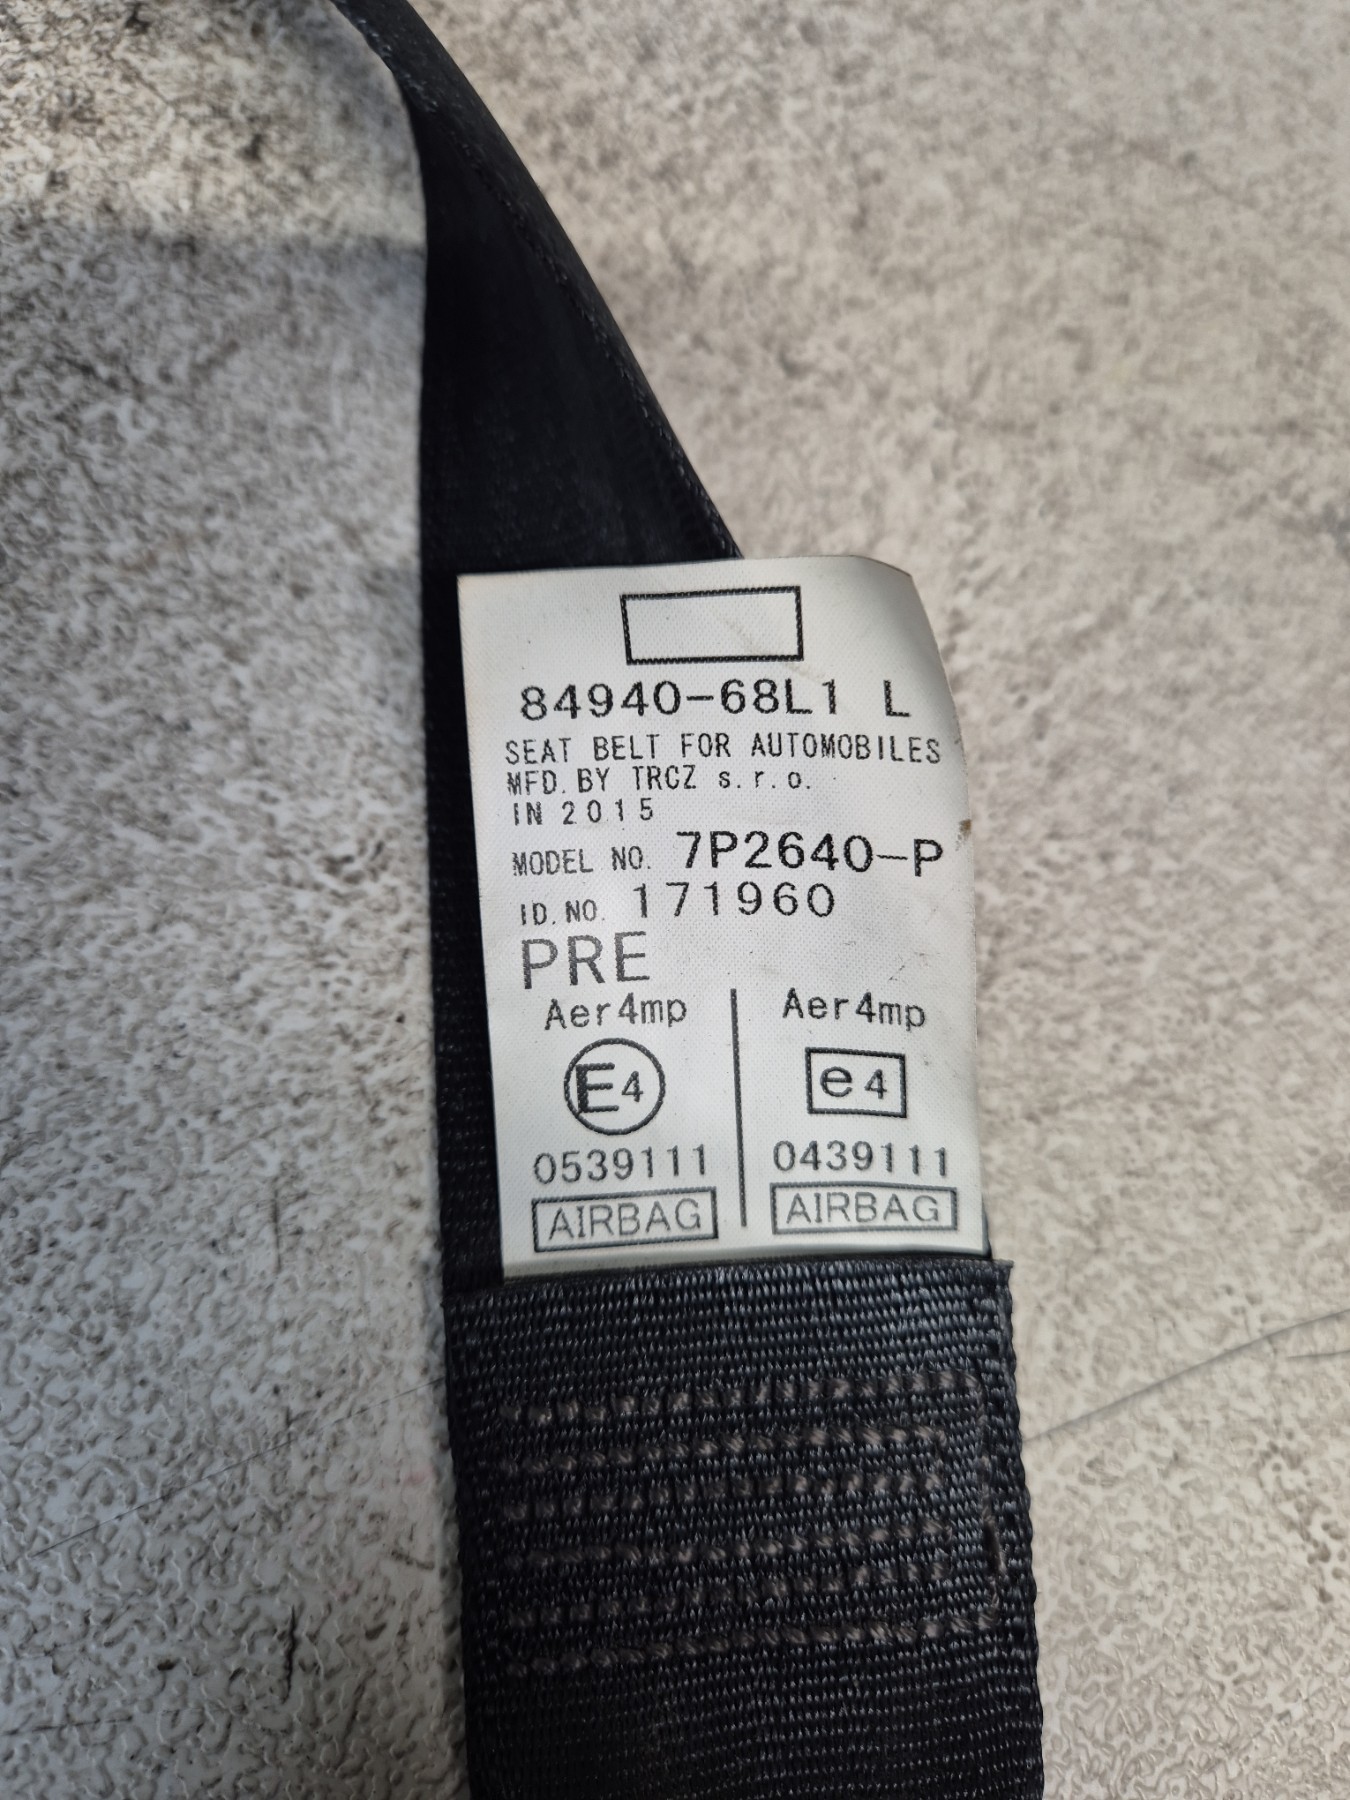 84940-68L1 L
SEAT BELT FOR AUTOMOBILES
MFD. BY TRCZ s.r.o.
IN 2015
MODEL NO. 7P2640-P
ID. NO. 171960
PRE
Aer4mp Aer4mp
E4 e4
0539111 0439111
AIRBAG AIRBAG